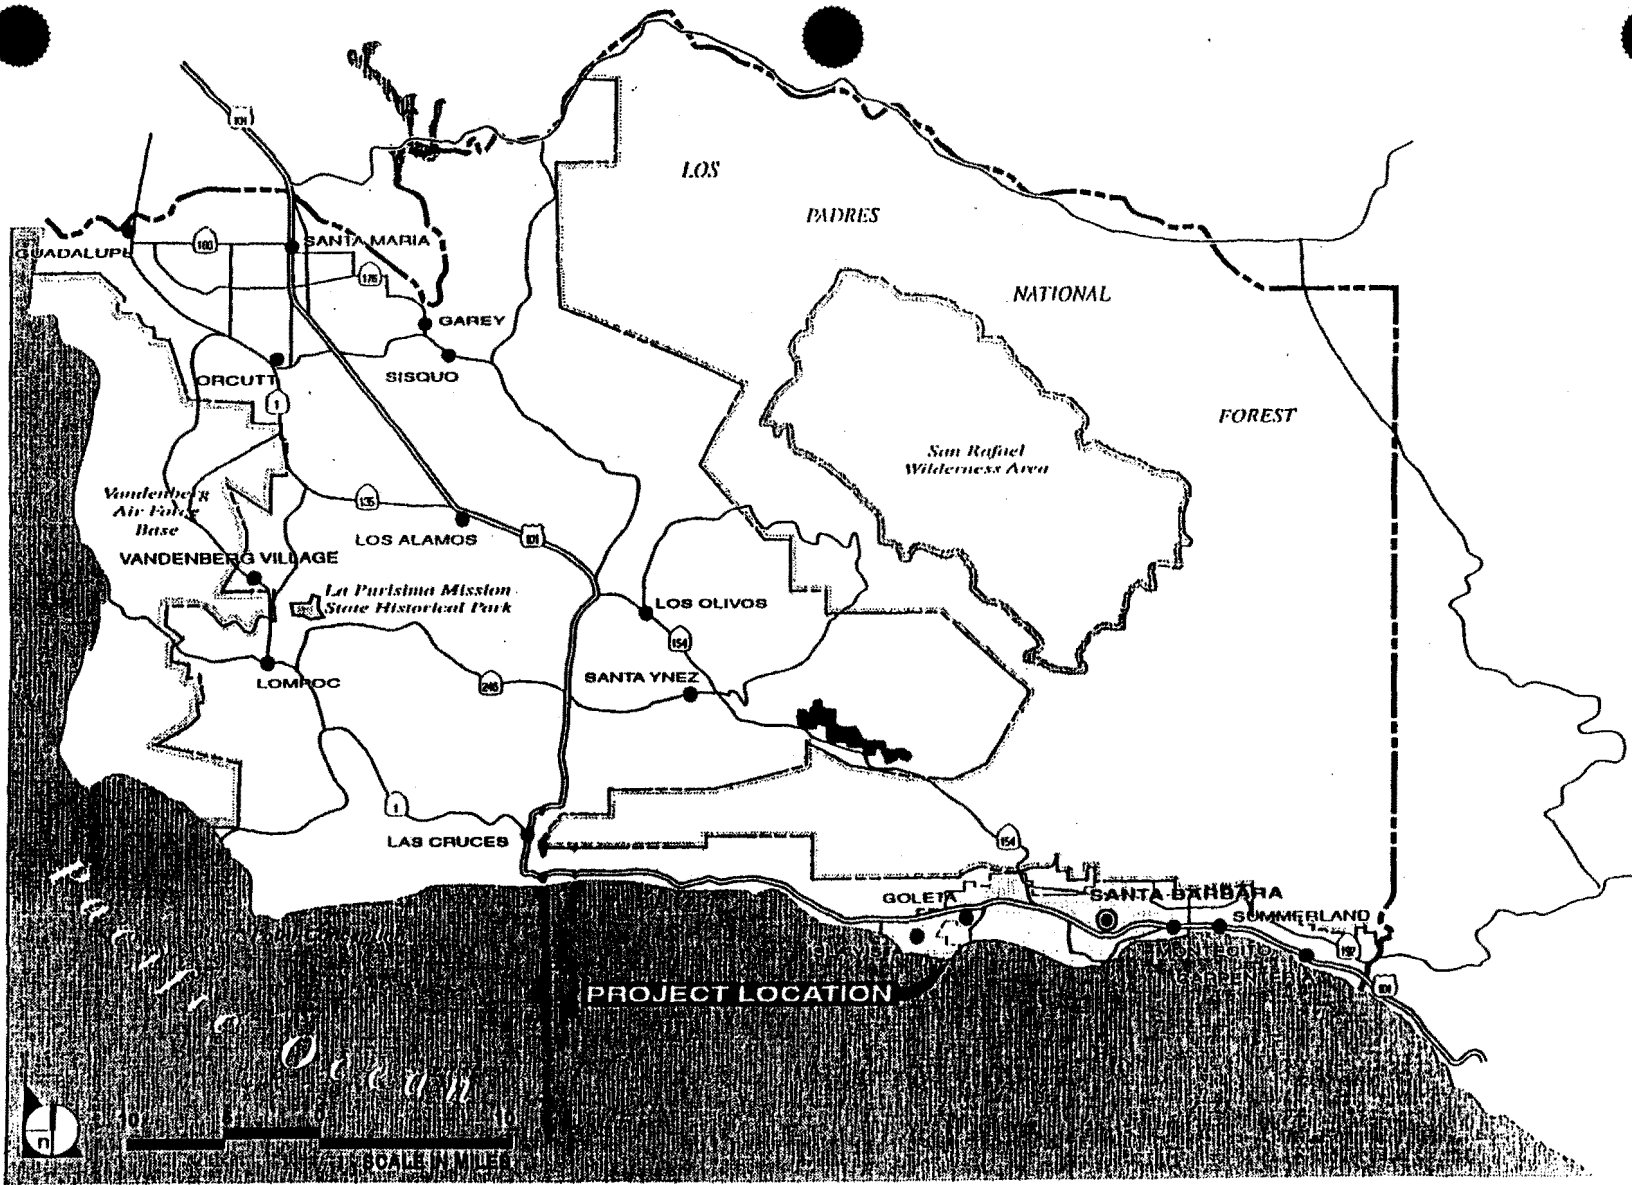 101
LOS
PADRES
NATIONAL
FOREST
GUADALUPE
SANTA MARIA
176
GAREY
SISQUO
ORCUTT
1
San Rafael
Wilderness Area
Vandenberg
Air Force
Base
135
LOS ALAMOS
101
VANDENBERG VILLAGE
La Purisima Mission
State Historical Park
LOS OLIVOS
154
LOMPOC
246
SANTA YNEZ
1
LAS CRUCES
154
GOLETA
SANTA BARBARA
SUMMERLAND
192
101
PROJECT LOCATION
Pacific Ocean
n
SCALE IN MILES